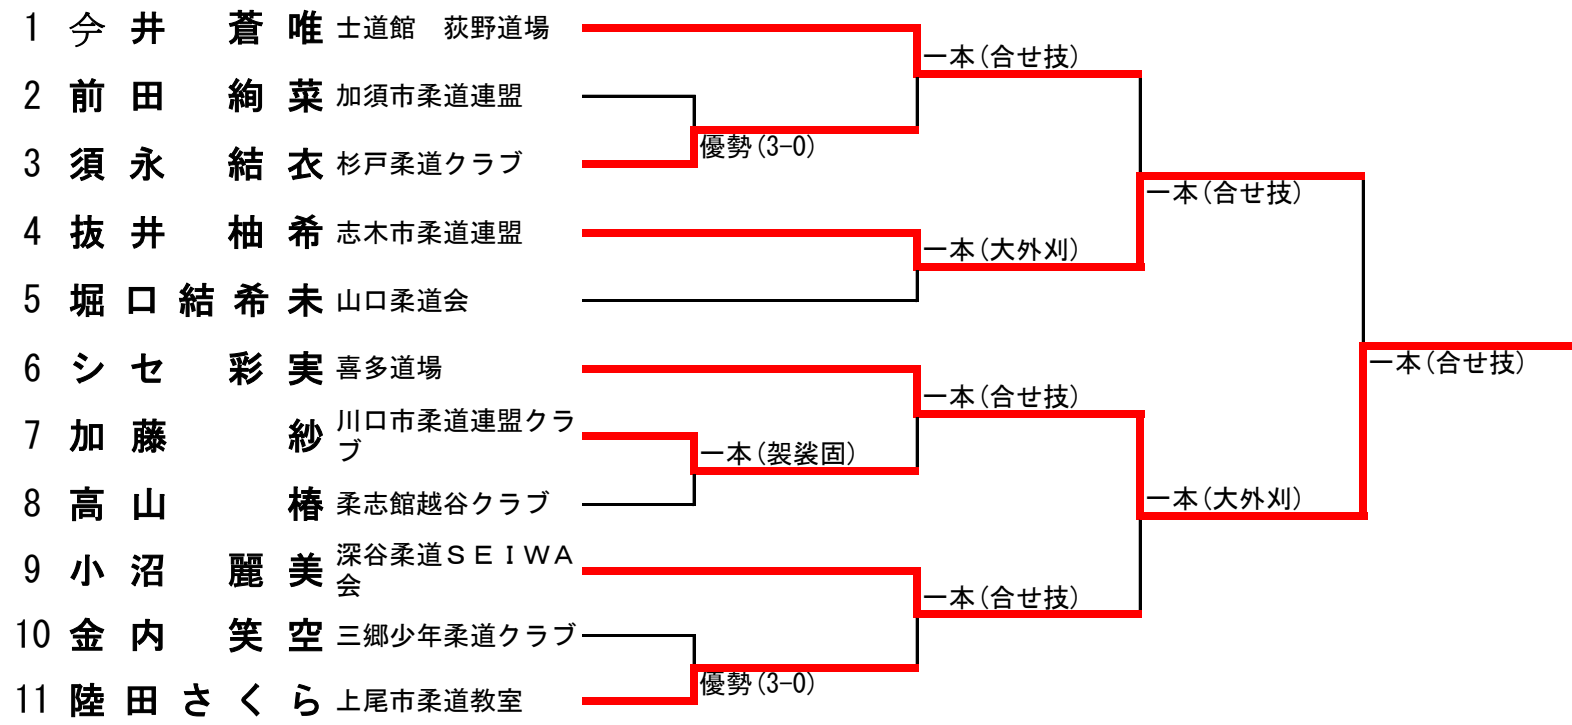 1 今井 蒼唯 士道館　荻野道場
一本(合せ技)
2 前田 絢菜 加須市柔道連盟
優勢(3-0)
3 須永 結衣 杉戸柔道クラブ
一本(合せ技)
4 抜井 柚希 志木市柔道連盟
一本(大外刈)
5 堀口結希未 山口柔道会
6 シセ 彩実 喜多道場
一本(合せ技)
一本(合せ技)
7 加藤 紗 川口市柔道連盟クラ
ブ
一本(袈裟固)
8 高山 椿 柔志館越谷クラブ
一本(大外刈)
9 小沼 麗美 深谷柔道ＳＥＩＷＡ
会
一本(合せ技)
10 金内 笑空 三郷少年柔道クラブ
優勢(3-0)
11 陸田さくら 上尾市柔道教室